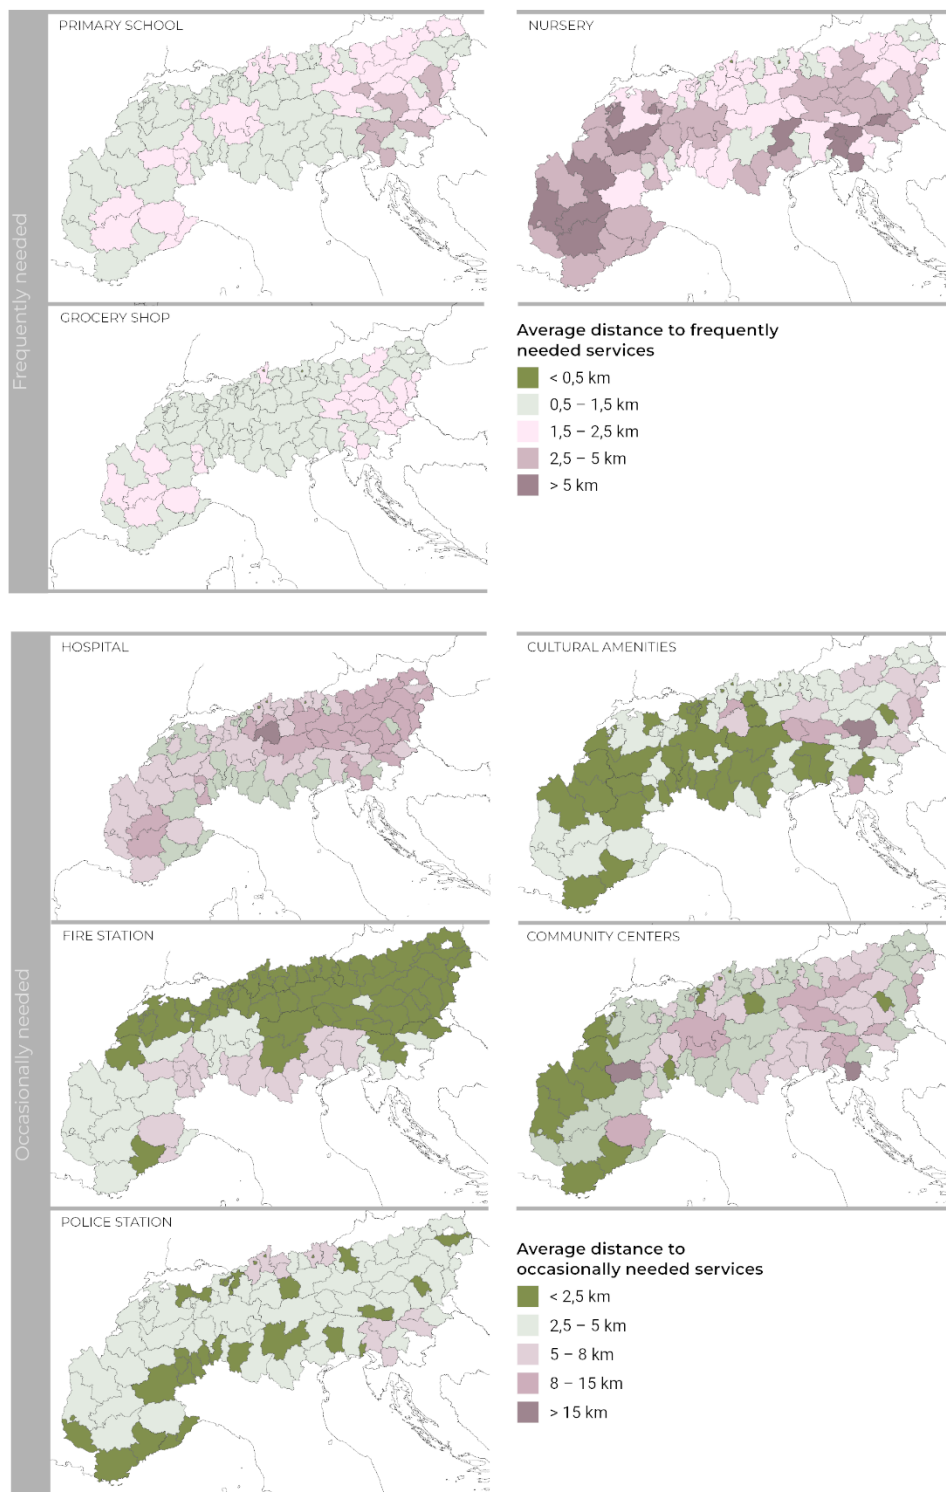 Frequently needed
PRIMARY SCHOOL
NURSERY
GROCERY SHOP
Average distance to frequently
needed services
< 0,5 km
0,5 – 1,5 km
1,5 – 2,5 km
2,5 – 5 km
> 5 km
Occasionally needed
HOSPITAL
CULTURAL AMENITIES
FIRE STATION
COMMUNITY CENTERS
POLICE STATION
Average distance to
occasionally needed services
< 2,5 km
2,5 – 5 km
5 – 8 km
8 – 15 km
> 15 km